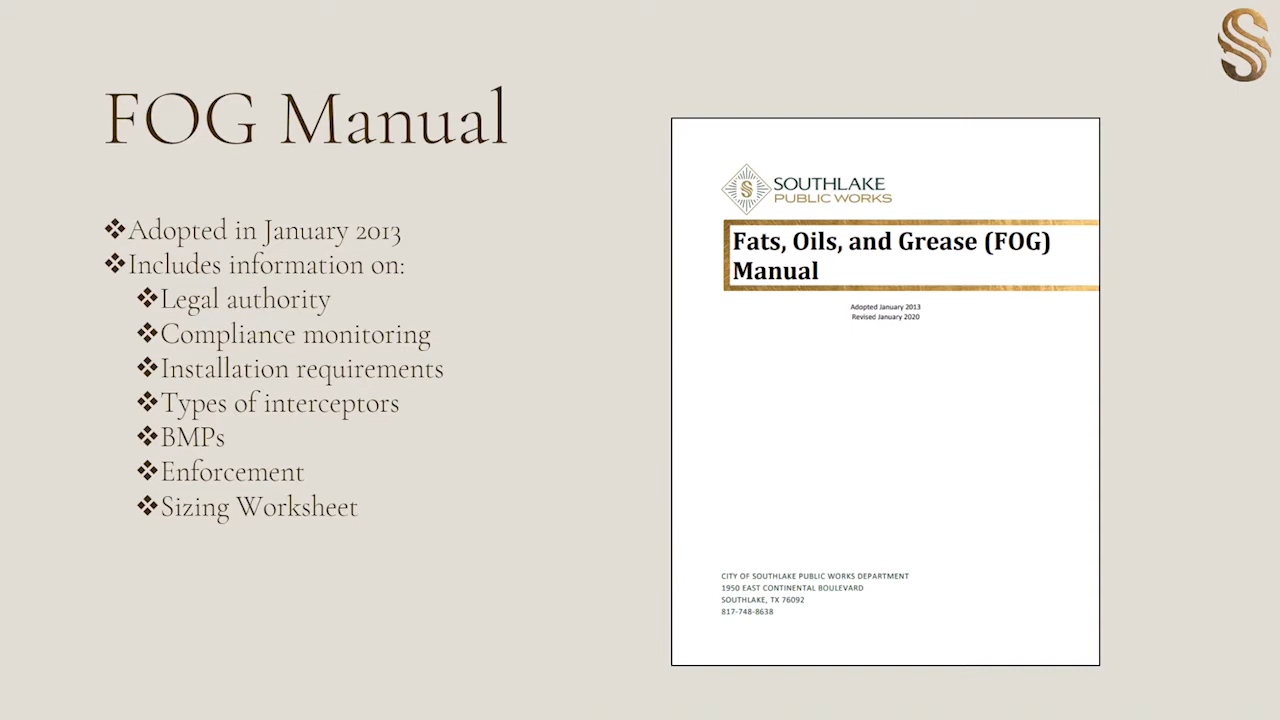 FOG Manual
❖Adopted in January 2013
❖Includes information on:
❖Legal authority
❖Compliance monitoring
❖Installation requirements
❖Types of interceptors
❖BMPs
❖Enforcement
❖Sizing Worksheet
S
SOUTHLAKE
PUBLIC WORKS
Fats, Oils, and Grease (FOG)
Manual
Adopted January 2013
Revised January 2020
CITY OF SOUTHLAKE PUBLIC WORKS DEPARTMENT
1950 EAST CONTINENTAL BOULEVARD
SOUTHLAKE, TX 76092
817-748-8638